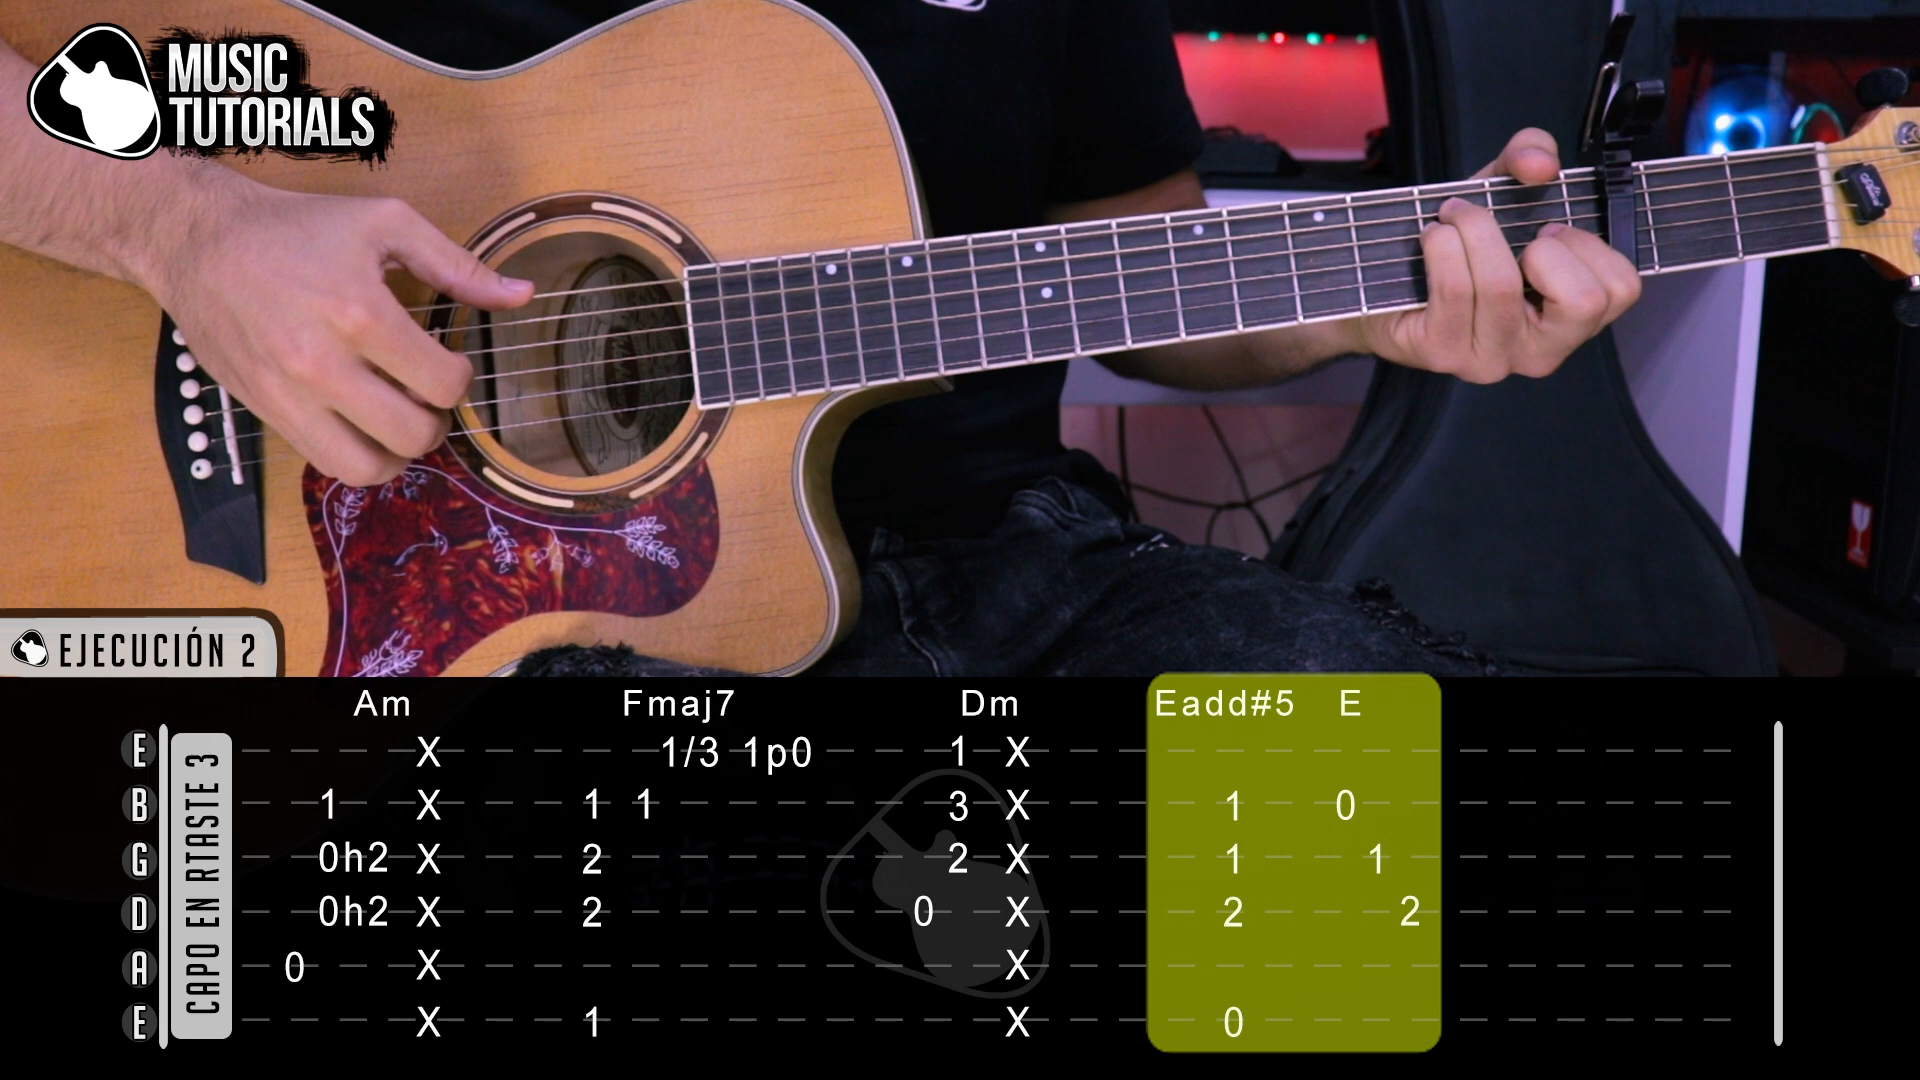 MUSIC
TUTORIALS
EJECUCIÓN 2
Am Fmaj7 Dm Eadd#5 E
CAPO EN RTASTE 3
E X 1/3 1p0 1 X
B 1 X 1 1 3 X 1 0
G 0h2 X 2 2 X 1 1
D 0h2 X 2 0 X 2 2
A 0 X X
E X 1 X 0